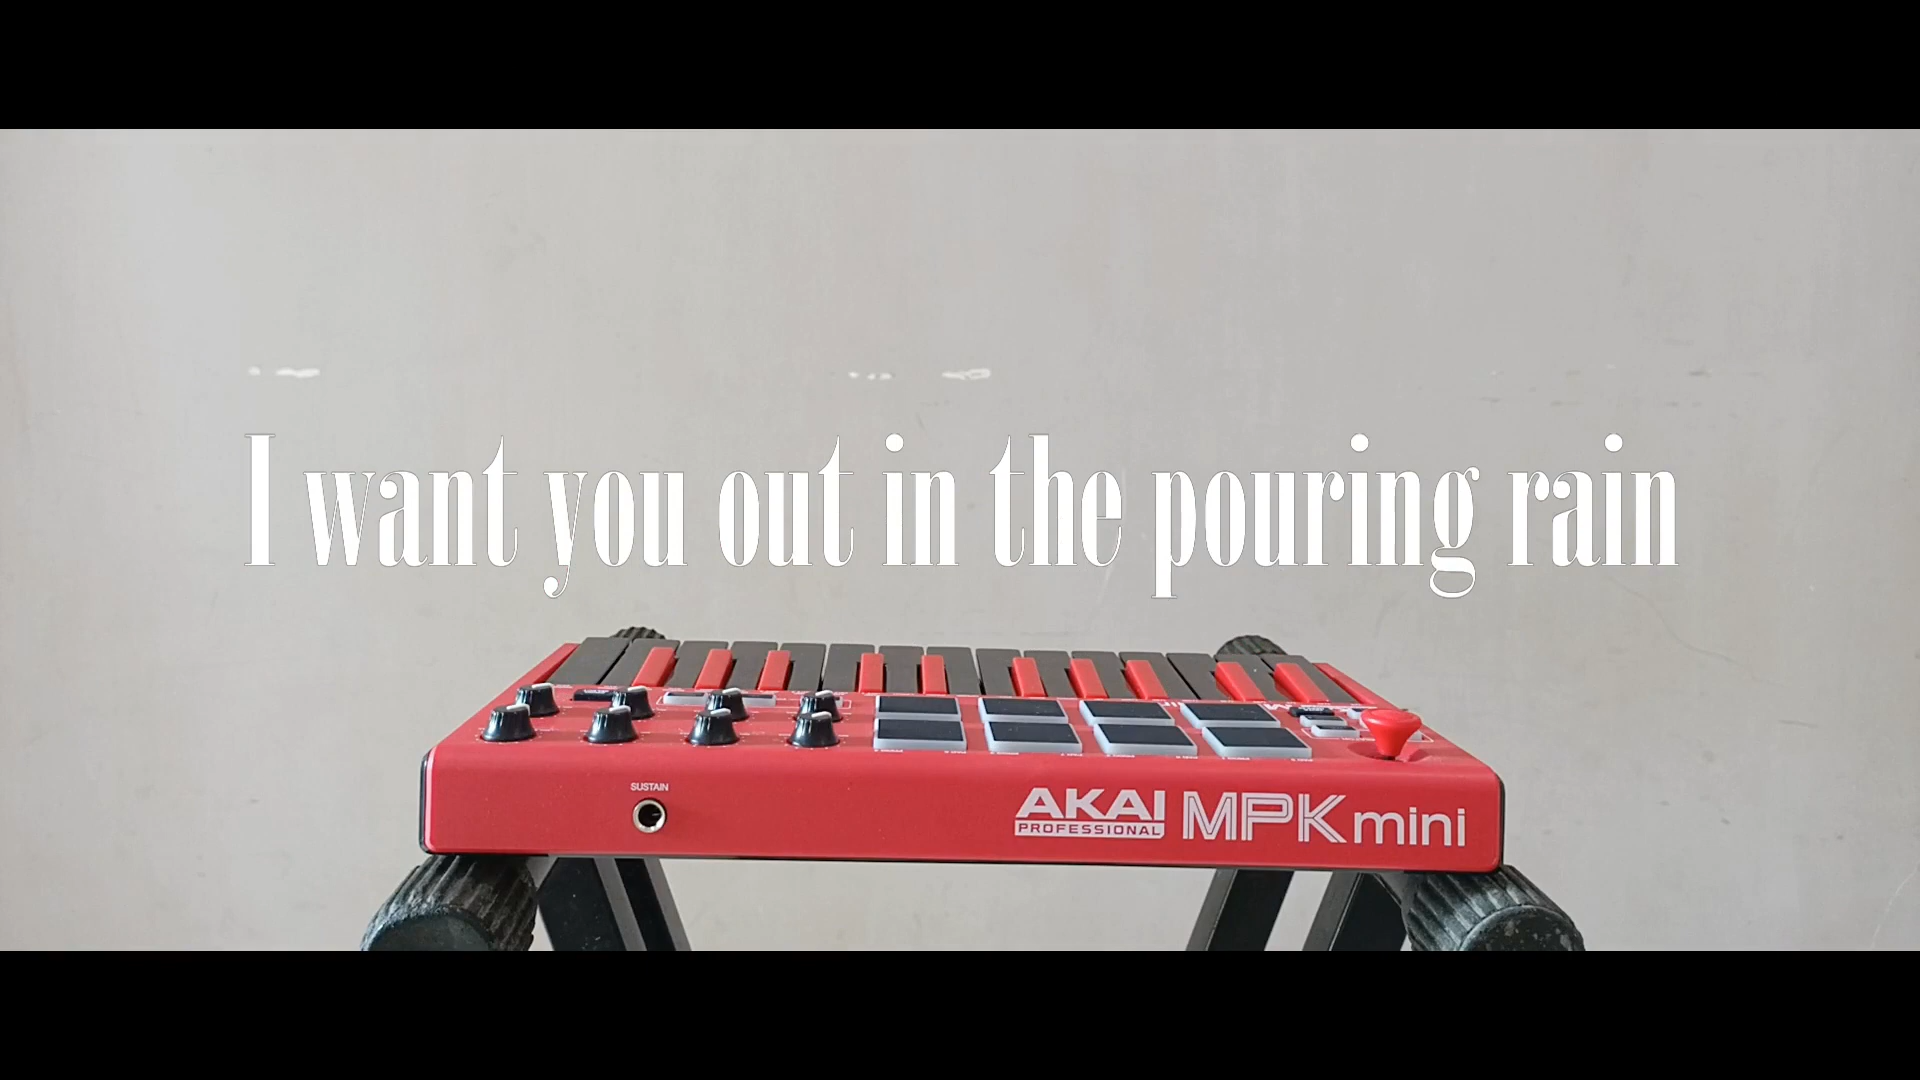 I want you out in the pouring rain
SUSTAIN
AKAI MPK mini
PROFESSIONAL